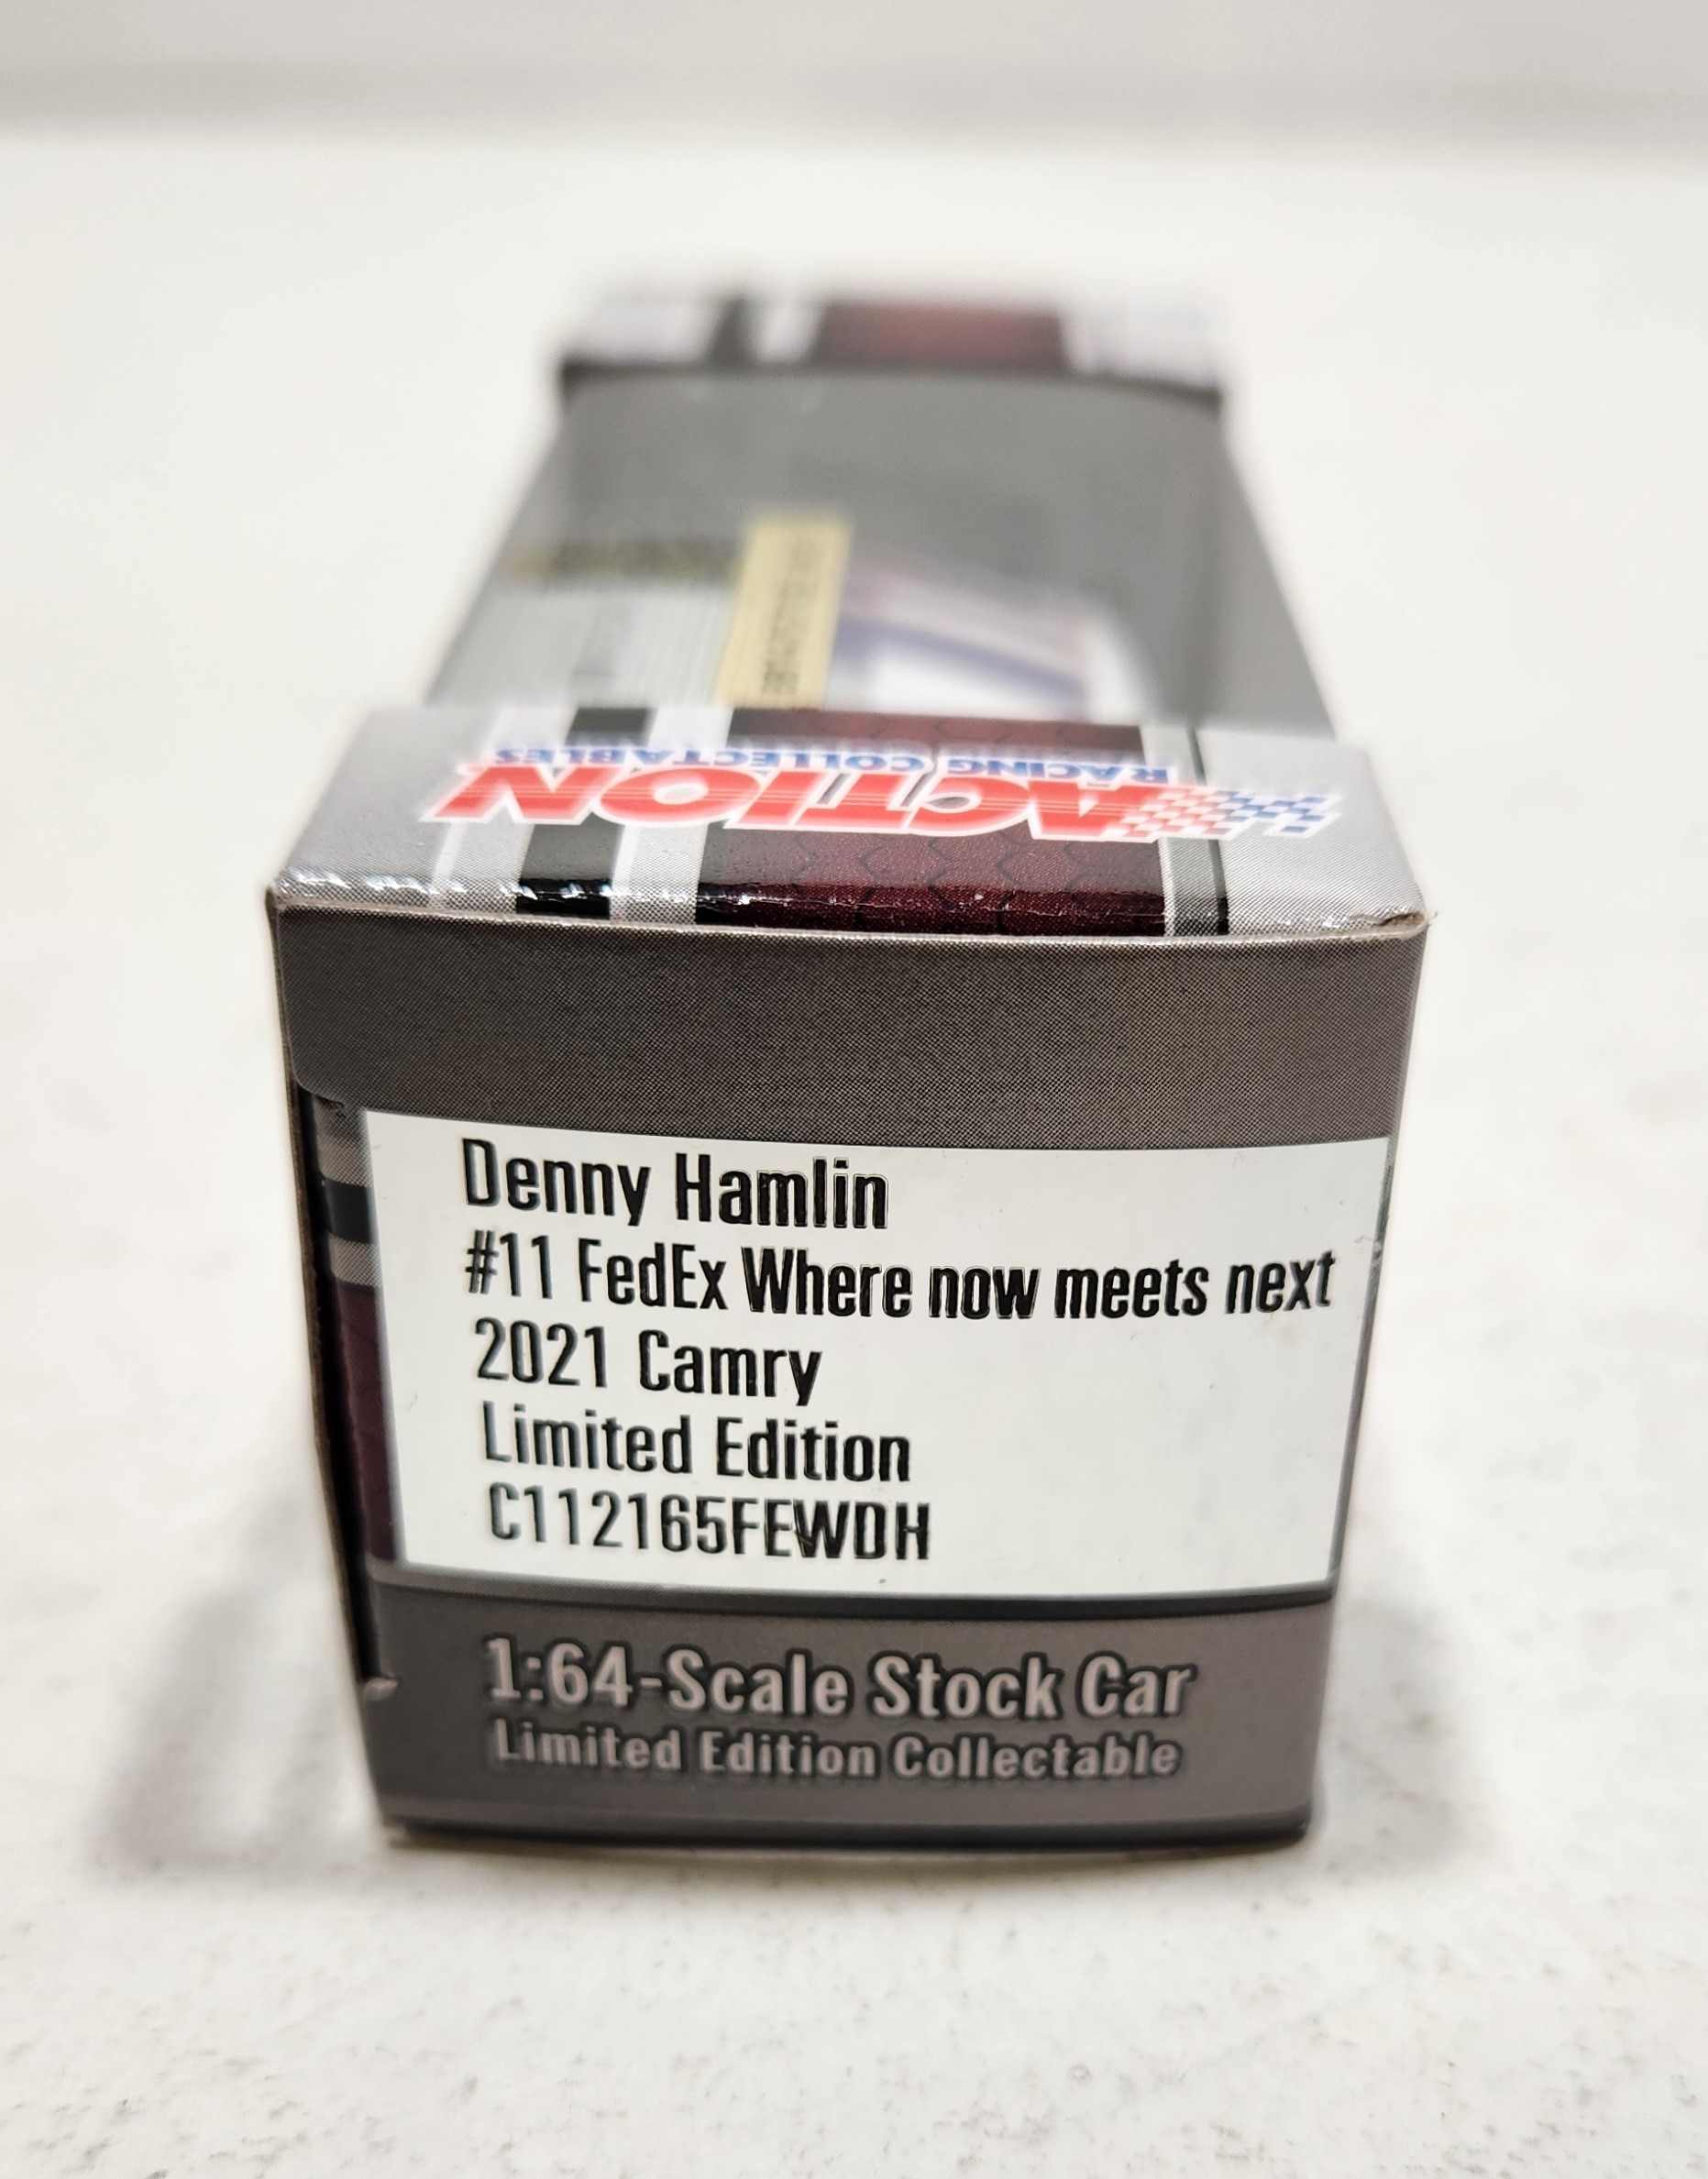 ACTION
RACING COLLECTABLES
Denny Hamlin
#11 FedEx Where now meets next
2021 Camry
Limited Edition
C112165FEWDH
1:64-Scale Stock Car
Limited Edition Collectable